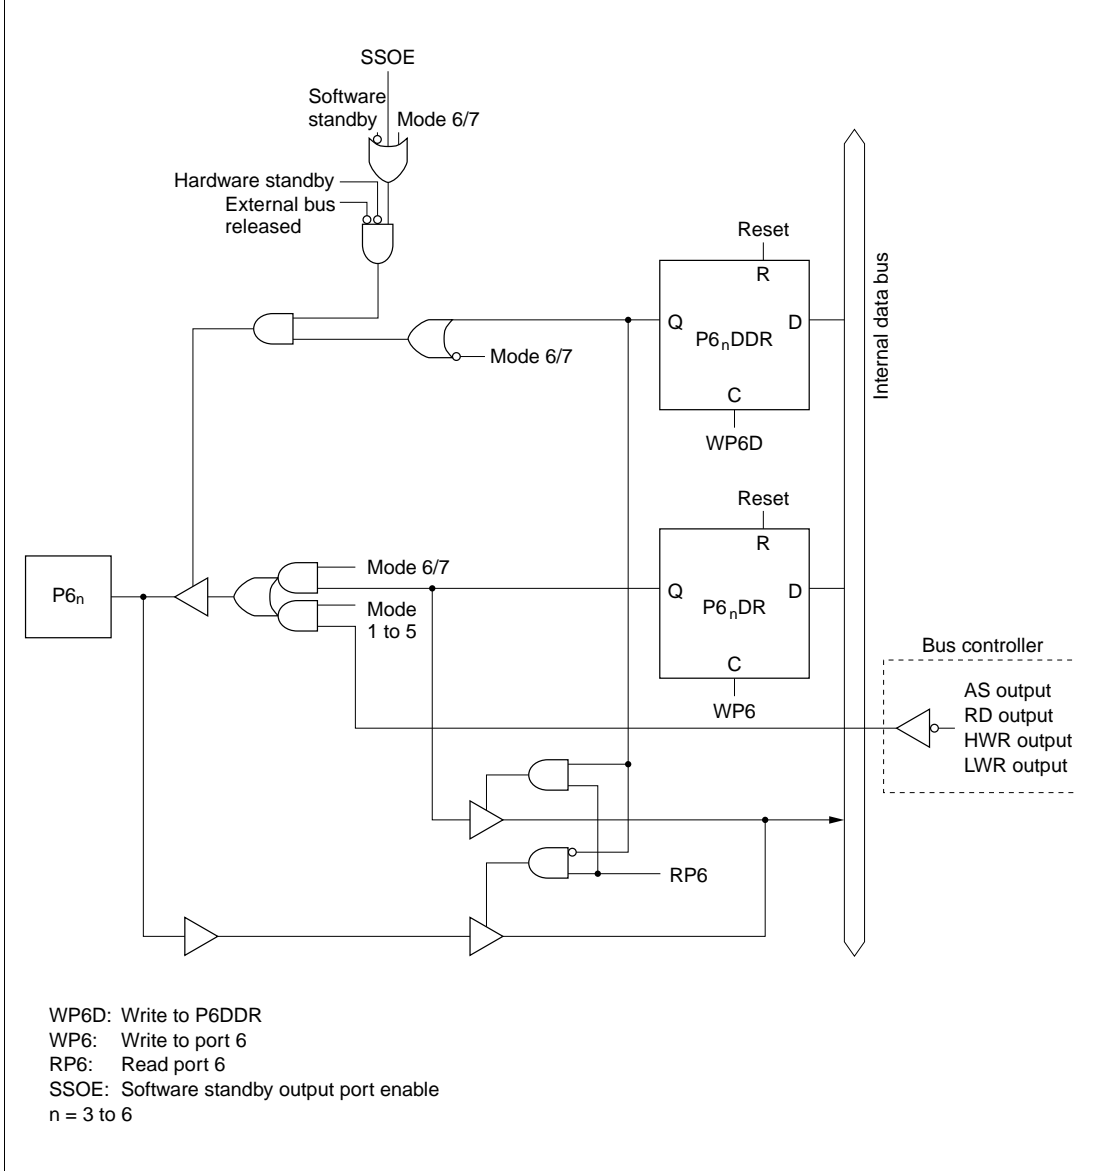 SSOE
Software
standby
Mode 6/7
Hardware standby
External bus
released
Reset
R
Q
D
P6nDDR
C
WP6D
Mode 6/7
Internal data bus
Reset
R
P6n
Mode 6/7
Q
D
P6nDR
Mode
1 to 5
C
WP6
Bus controller
AS output
RD output
HWR output
LWR output
RP6
WP6D: Write to P6DDR
WP6: Write to port 6
RP6: Read port 6
SSOE: Software standby output port enable
n = 3 to 6